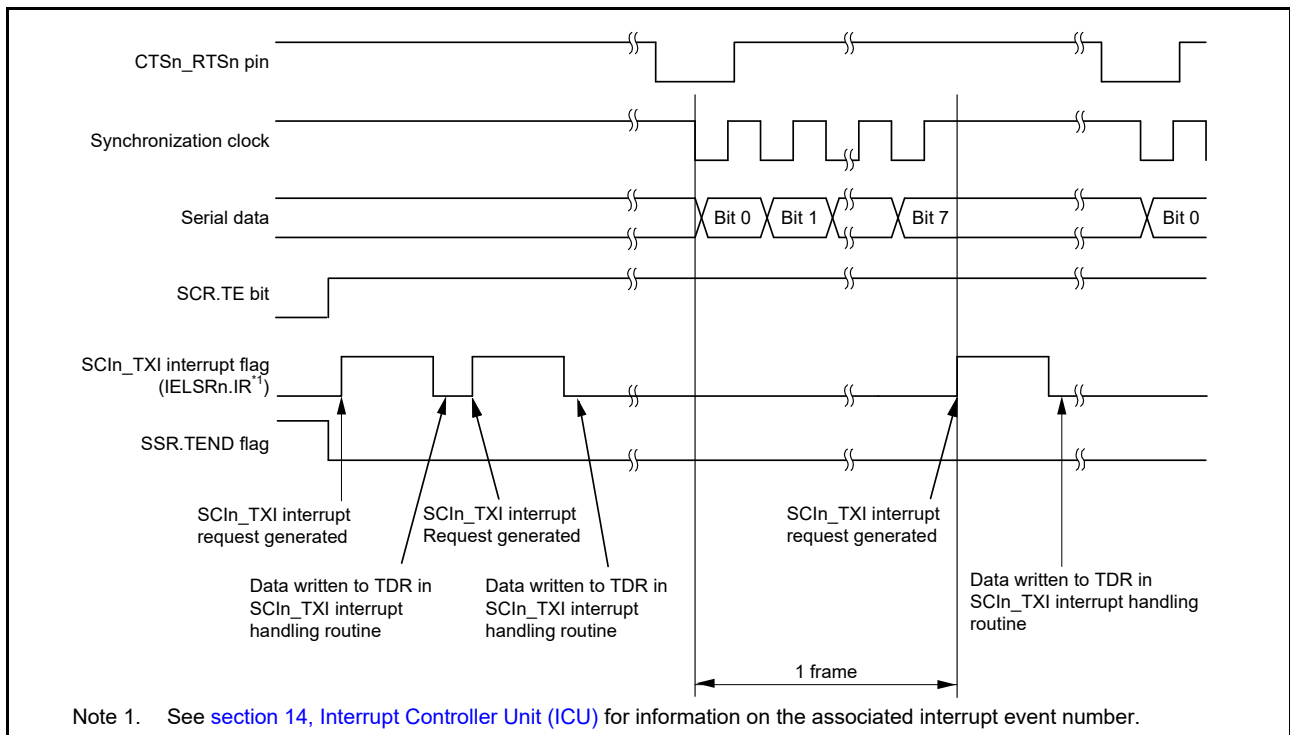 CTSn_RTSn pin
Synchronization clock
Serial data
Bit 0
Bit 1
Bit 7
Bit 0
SCR.TE bit
SCIn_TXI interrupt flag
(IELSRn.IR*1)
SSR.TEND flag
SCIn_TXI interrupt
request generated
SCIn_TXI interrupt
Request generated
SCIn_TXI interrupt
request generated
Data written to TDR in
SCIn_TXI interrupt
handling routine
Data written to TDR in
SCIn_TXI interrupt
handling routine
Data written to TDR in
SCIn_TXI interrupt handling
routine
1 frame
Note 1. See section 14, Interrupt Controller Unit (ICU) for information on the associated interrupt event number.